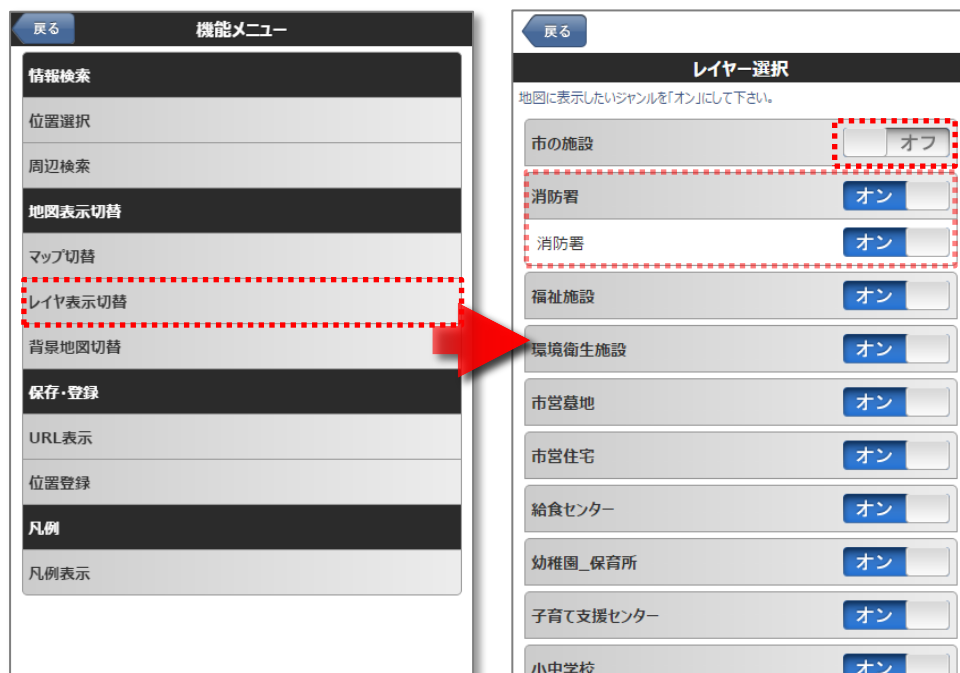 戻る
機能メニュー
情報検索
位置選択
周辺検索
地図表示切替
マップ切替
レイヤ表示切替
背景地図切替
保存・登録
URL表示
位置登録
凡例
凡例表示
戻る
レイヤー選択
地図に表示したいジャンルを「オン」にして下さい。
市の施設 オフ
消防署 オン
消防署 オン
福祉施設 オン
環境衛生施設 オン
市営墓地 オン
市営住宅 オン
給食センター オン
幼稚園_保育所 オン
子育て支援センター オン
小中学校 オン